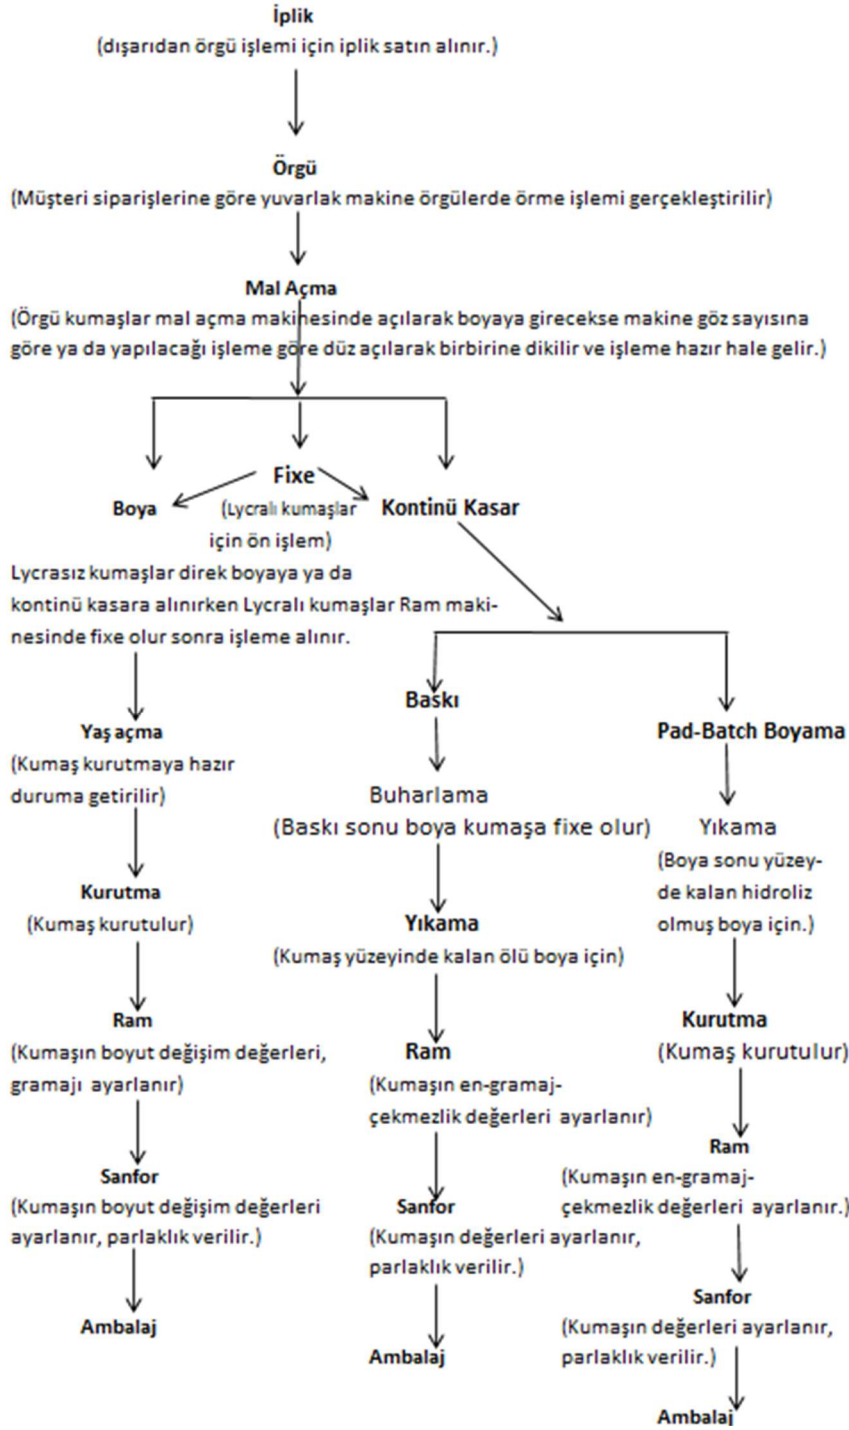 İplik
(dışarıdan örgü işlemi için iplik satın alınır.)
Örgü
(Müşteri siparişlerine göre yuvarlak makine örgülerde örme işlemi gerçekleştirilir)
Mal Açma
(Örgü kumaşlar mal açma makinesinde açılarak boyaya girecekse makine göz sayısına
göre ya da yapılacağı işleme göre düz açılarak birbirine dikilir ve işleme hazır hale gelir.)
Fixe
Boya
(Lycralı kumaşlar
için ön işlem)
Kontinü Kasar
Lycrasız kumaşlar direk boyaya ya da
kontinü kasara alınırken Lycralı kumaşlar Ram maki-
nesinde fixe olur sonra işleme alınır.
Yaş açma
(Kumaş kurutmaya hazır
duruma getirilir)
Kurutma
(Kumaş kurutulur)
Ram
(Kumaşın boyut değişim değerleri,
gramajı ayarlanır)
Sanfor
(Kumaşın boyut değişim değerleri
ayarlanır, parlaklık verilir.)
Ambalaj
Baskı
Buharlama
(Baskı sonu boya kumaşa fixe olur)
Yıkama
(Kumaş yüzeyinde kalan ölü boya için)
Ram
(Kumaşın en-gramaj-
çekmezlik değerleri ayarlanır)
Sanfor
(Kumaşın değerleri ayarlanır,
parlaklık verilir.)
Ambalaj
Pad-Batch Boyama
Yıkama
(Boya sonu yüzey-
de kalan hidroliz
olmuş boya için.)
Kurutma
(Kumaş kurutulur)
Ram
(Kumaşın en-gramaj-
çekmezlik değerleri ayarlanır.)
Sanfor
(Kumaşın değerleri ayarlanır,
parlaklık verilir.)
Ambalaj